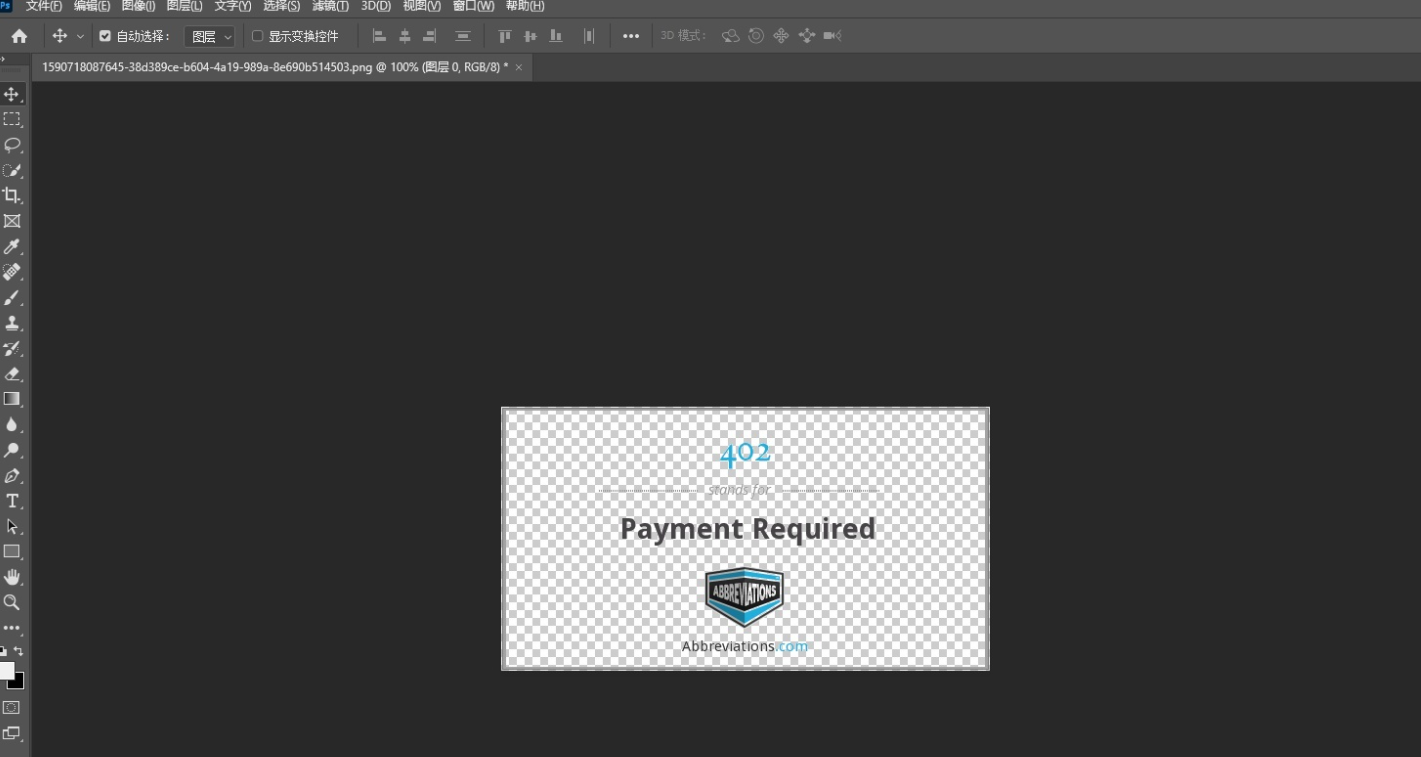 Ps 文件(F) 编辑(E) 图像(I) 图层(L) 文字(Y) 选择(S) 滤镜(T) 3D(D) 视图(V) 窗口(W) 帮助(H)
自动选择： 图层 显示变换控件 3D 模式：
1590718087645-38d389ce-b604-4a19-989a-8e690b514503.png @ 100% (图层 0, RGB/8) * ×
402
stands for
Payment Required
ABBREVIATIONS
Abbreviations.com